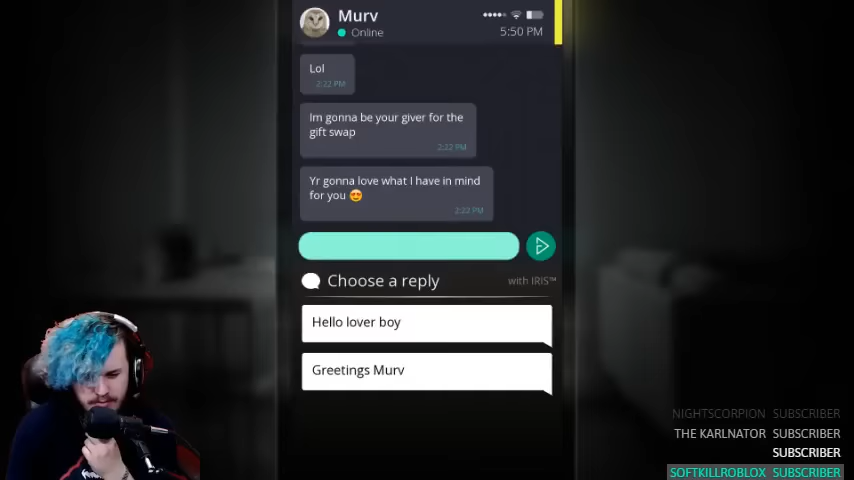 Murv
Online
5:50 PM
Lol
2:22 PM
Im gonna be your giver for the
gift swap
2:22 PM
Yr gonna love what I have in mind
for you 😍
2:22 PM
Choose a reply
with IRIS™
Hello lover boy
Greetings Murv
NIGHTSCORPION SUBSCRIBER
THE KARLNATOR SUBSCRIBER
SUBSCRIBER
SOFTKILLROBLOX SUBSCRIBER